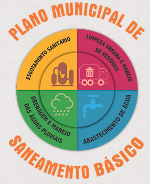 PLANO MUNICIPAL DE
ESGOTAMENTO SANITÁRIO
LIMPEZA URBANA E MANEJO
DE RESÍDUOS
DRENAGEM E MANEJO
DAS ÁGUAS PLUVIAIS
ABASTECIMENTO DE ÁGUA
SANEAMENTO BÁSICO